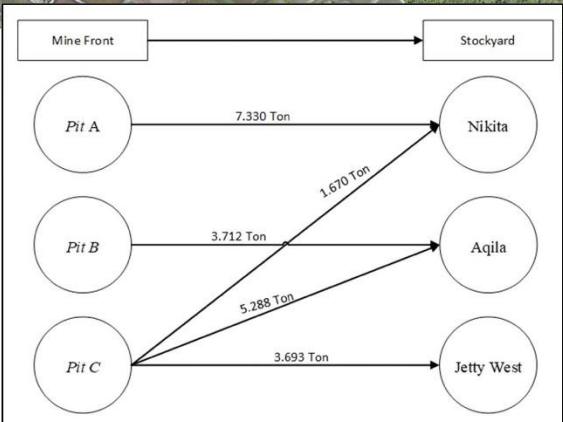 Mine Front
Stockyard
Pit A
7.330 Ton
Nikita
1.670 Ton
Pit B
3.712 Ton
Aqila
5.288 Ton
Pit C
3.693 Ton
Jetty West